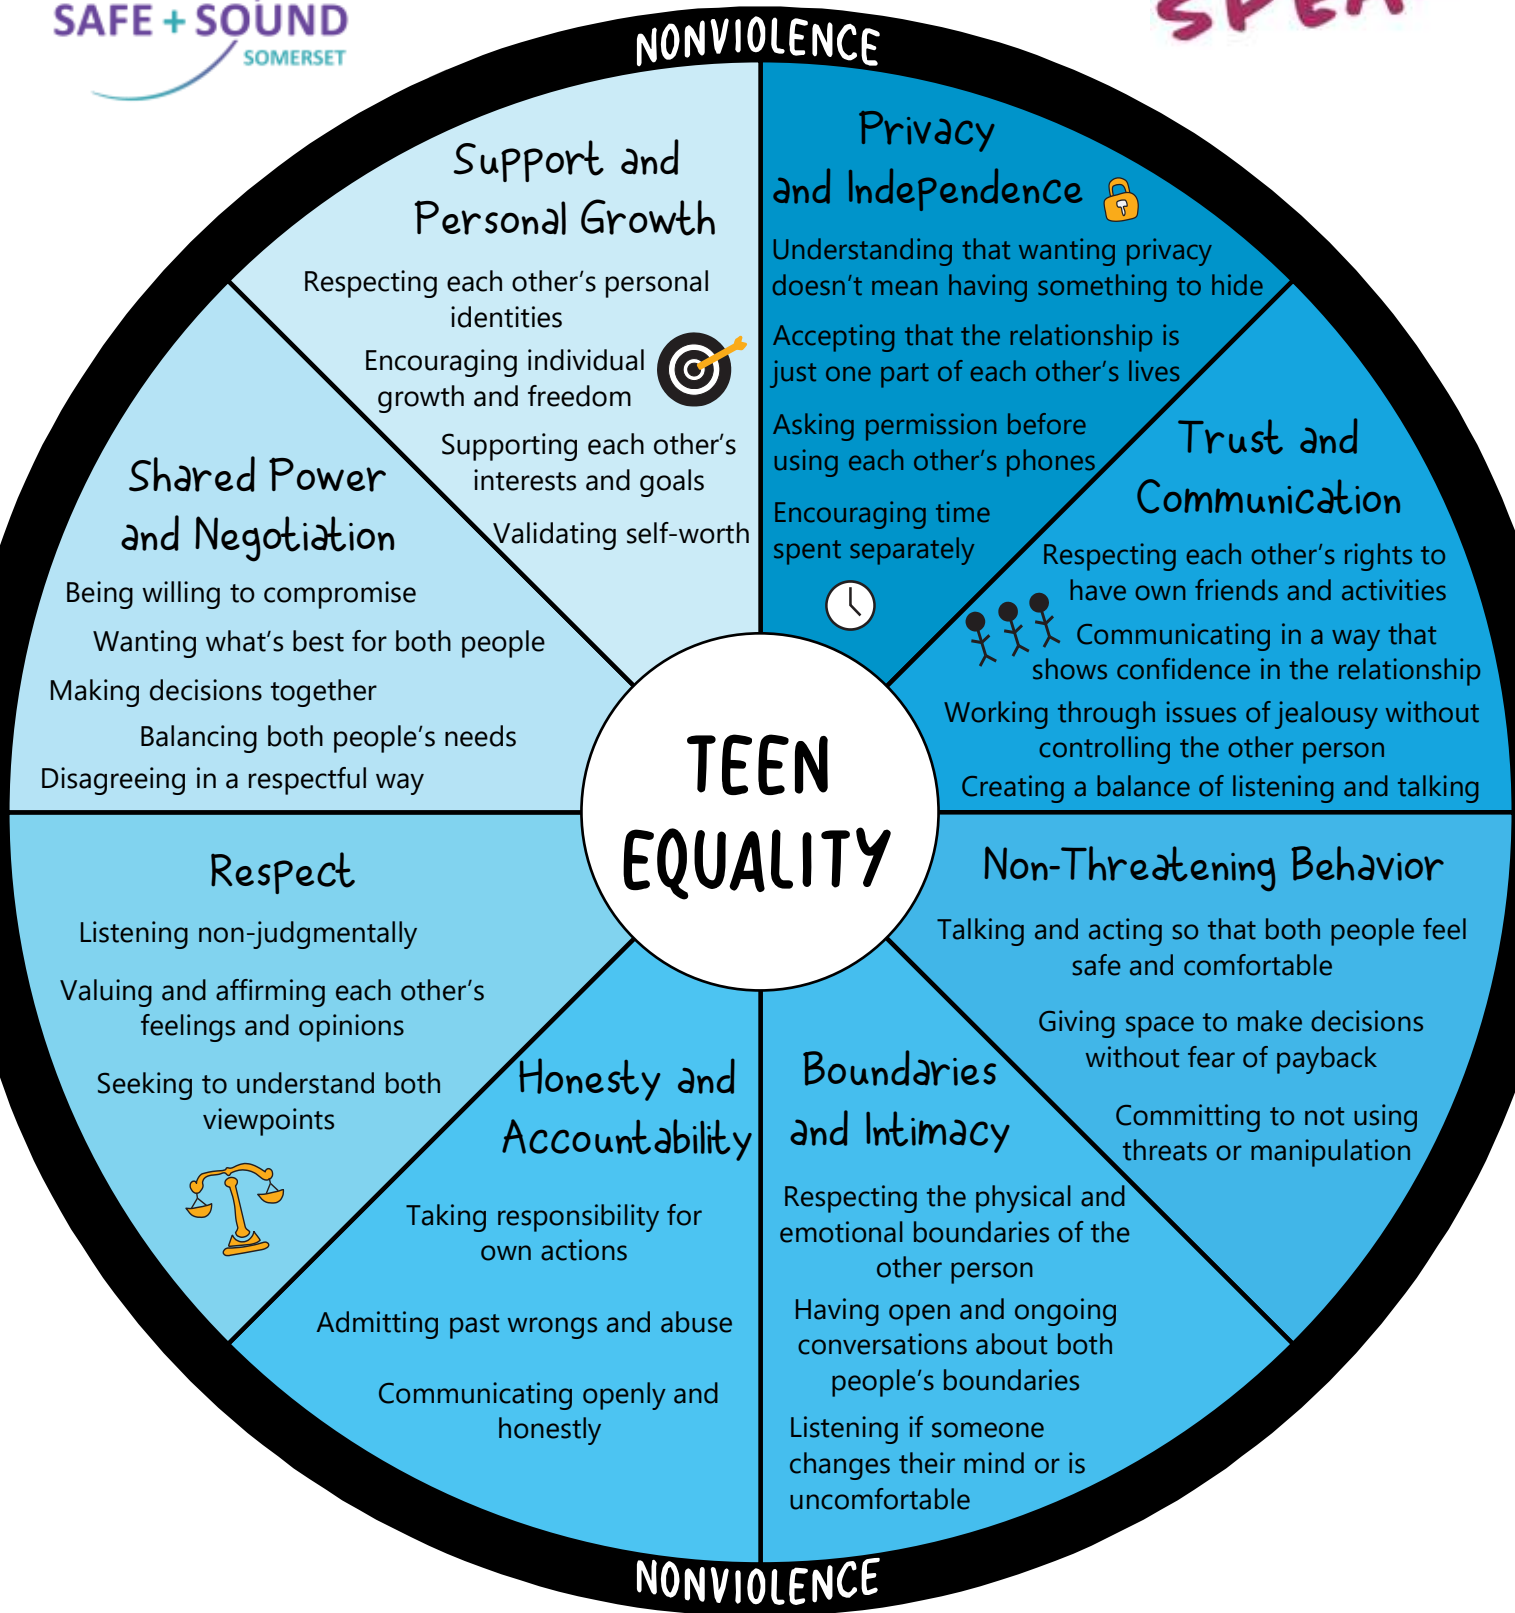 SAFE + SOUND
SOMERSET
NONVIOLENCE
Privacy
and Independence
Understanding that wanting privacy
doesn't mean having something to hide
Accepting that the relationship is
just one part of each other's lives
Asking permission before
using each other's phones
Encouraging time
spent separately
Trust and
Communication
Respecting each other's rights to
have own friends and activities
Communicating in a way that
shows confidence in the relationship
Working through issues of jealousy without
controlling the other person
Creating a balance of listening and talking
Non-Threatening Behavior
Talking and acting so that both people feel
safe and comfortable
Giving space to make decisions
without fear of payback
Committing to not using
threats or manipulation
Boundaries
and Intimacy
Respecting the physical and
emotional boundaries of the
other person
Having open and ongoing
conversations about both
people's boundaries
Listening if someone
changes their mind or is
uncomfortable
Honesty and
Accountability
Taking responsibility for
own actions
Admitting past wrongs and abuse
Communicating openly and
honestly
Respect
Listening non-judgmentally
Valuing and affirming each other's
feelings and opinions
Seeking to understand both
viewpoints
Shared Power
and Negotiation
Being willing to compromise
Wanting what's best for both people
Making decisions together
Balancing both people's needs
Disagreeing in a respectful way
Support and
Personal Growth
Respecting each other's personal
identities
Encouraging individual
growth and freedom
Supporting each other's
interests and goals
Validating self-worth
TEEN
EQUALITY
NONVIOLENCE